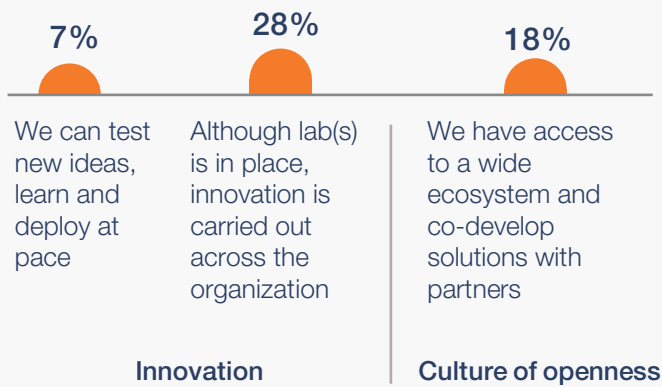 7%
28%
18%
We can test
new ideas,
learn and
deploy at
pace
Although lab(s)
is in place,
innovation is
carried out
across the
organization
We have access
to a wide
ecosystem and
co-develop
solutions with
partners
Innovation
Culture of openness